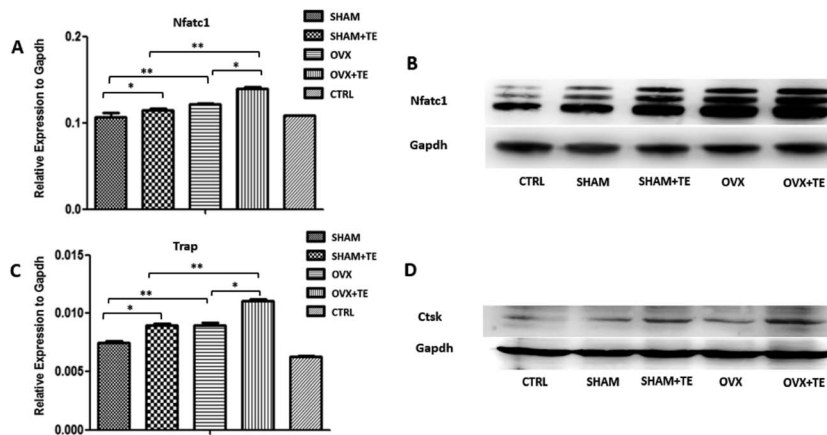 A
Nfatc1
Relative Expression to Gapdh
0.2
0.1
0.0
**
**
*
*
SHAM
SHAM+TE
OVX
OVX+TE
CTRL
B
Nfatc1
Gapdh
CTRL SHAM SHAM+TE OVX OVX+TE
C
Trap
Relative Expression to Gapdh
0.015
0.010
0.005
0.000
**
**
*
*
SHAM
SHAM+TE
OVX
OVX+TE
CTRL
D
Ctsk
Gapdh
CTRL SHAM SHAM+TE OVX OVX+TE